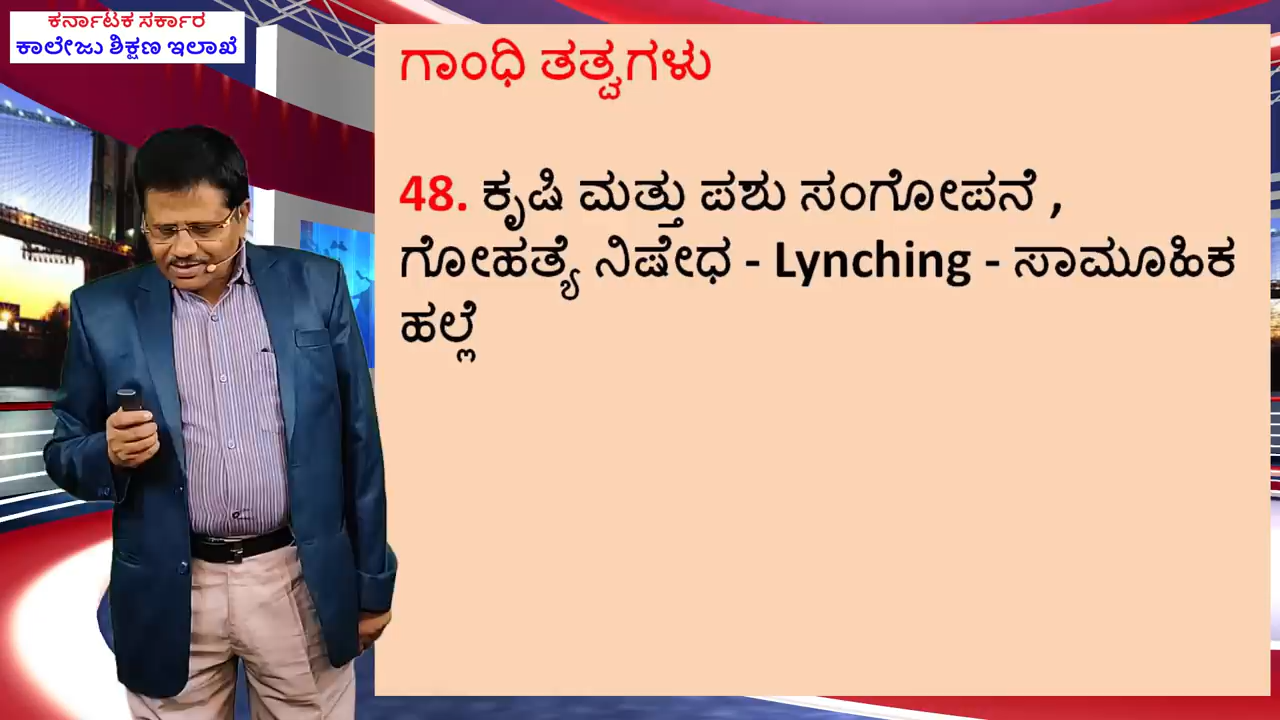 ಕರ್ನಾಟಕ ಸರ್ಕಾರ
ಕಾಲೇಜು ಶಿಕ್ಷಣ ಇಲಾಖೆ
ಗಾಂಧಿ ತತ್ವಗಳು
48. ಕೃಷಿ ಮತ್ತು ಪಶು ಸಂಗೋಪನೆ ,
ಗೋಹತ್ಯೆ ನಿಷೇಧ - Lynching - ಸಾಮೂಹಿಕ
ಹಲ್ಲೆ